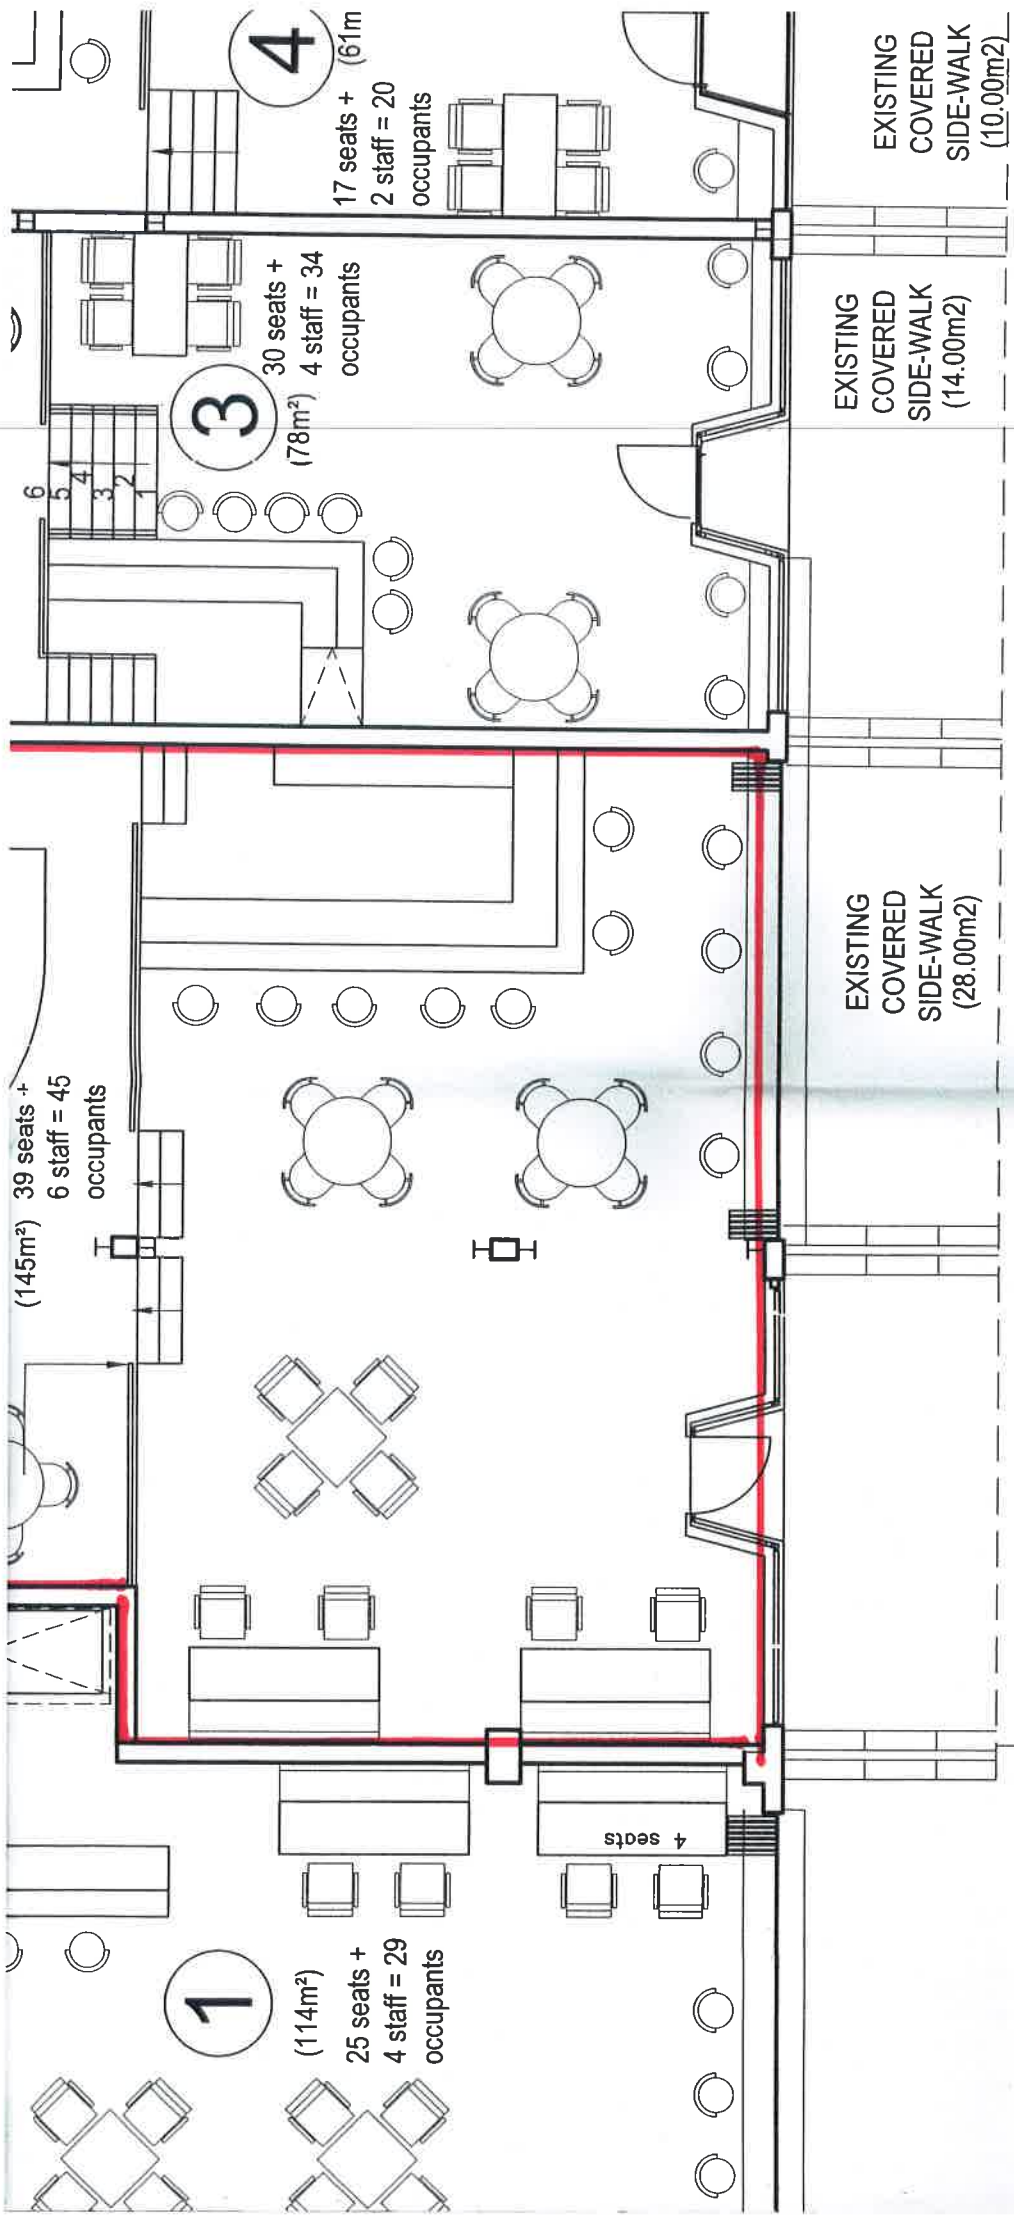 1
(114m²)
25 seats +
4 staff = 29
occupants
4 seats
(145m²) 39 seats +
6 staff = 45
occupants
EXISTING
COVERED
SIDE-WALK
(28.00m2)
6
5
4
3
2
1
3
(78m²)
30 seats +
4 staff = 34
occupants
EXISTING
COVERED
SIDE-WALK
(14.00m2)
4
(61m
17 seats +
2 staff = 20
occupants
EXISTING
COVERED
SIDE-WALK
(10.00m2)